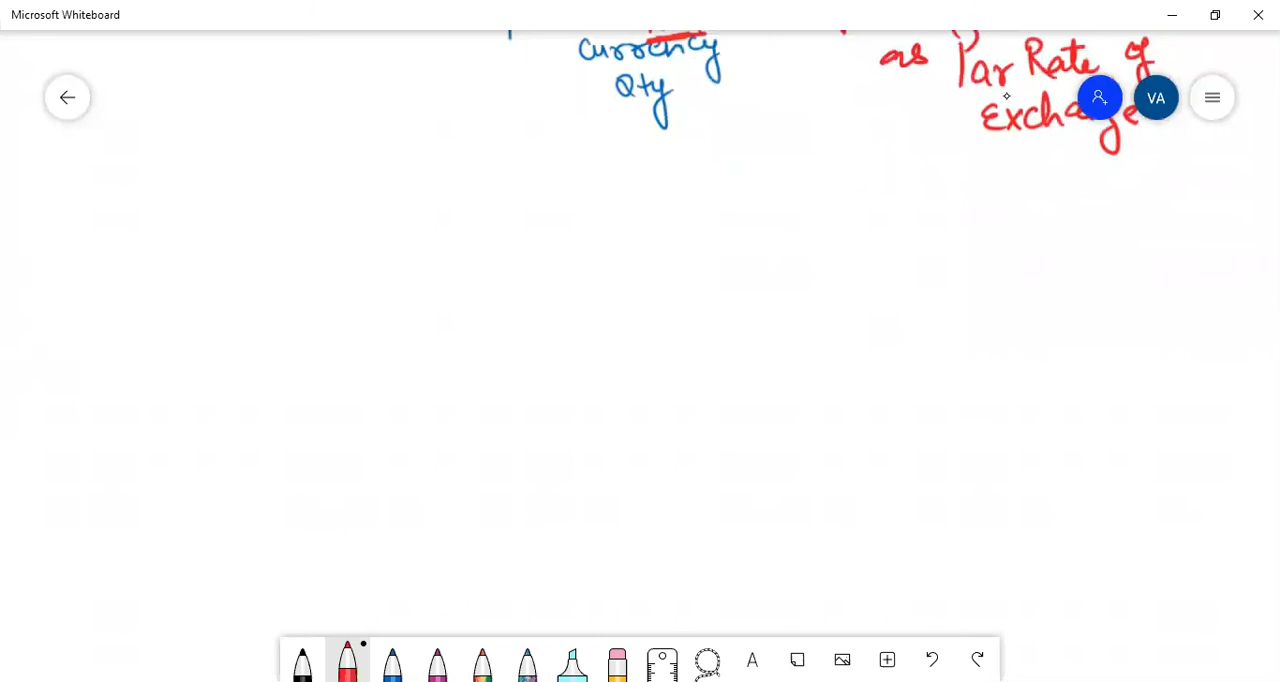 Microsoft Whiteboard
Currency
Qty
as Par Rate of
Exchange
VA
A